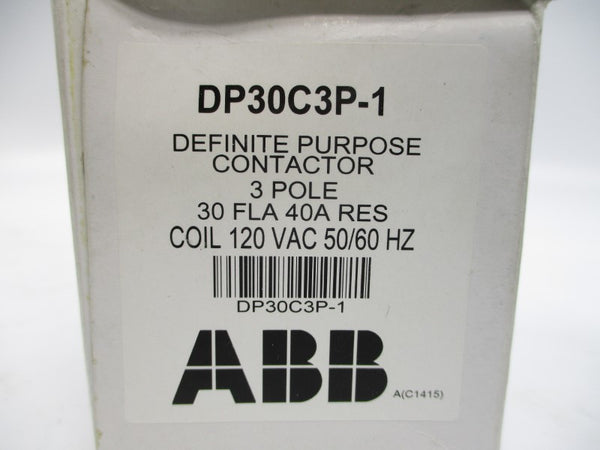 DP30C3P-1
DEFINITE PURPOSE
CONTACTOR
3 POLE
30 FLA 40A RES
COIL 120 VAC 50/60 HZ
DP30C3P-1
ABB
A(C1415)